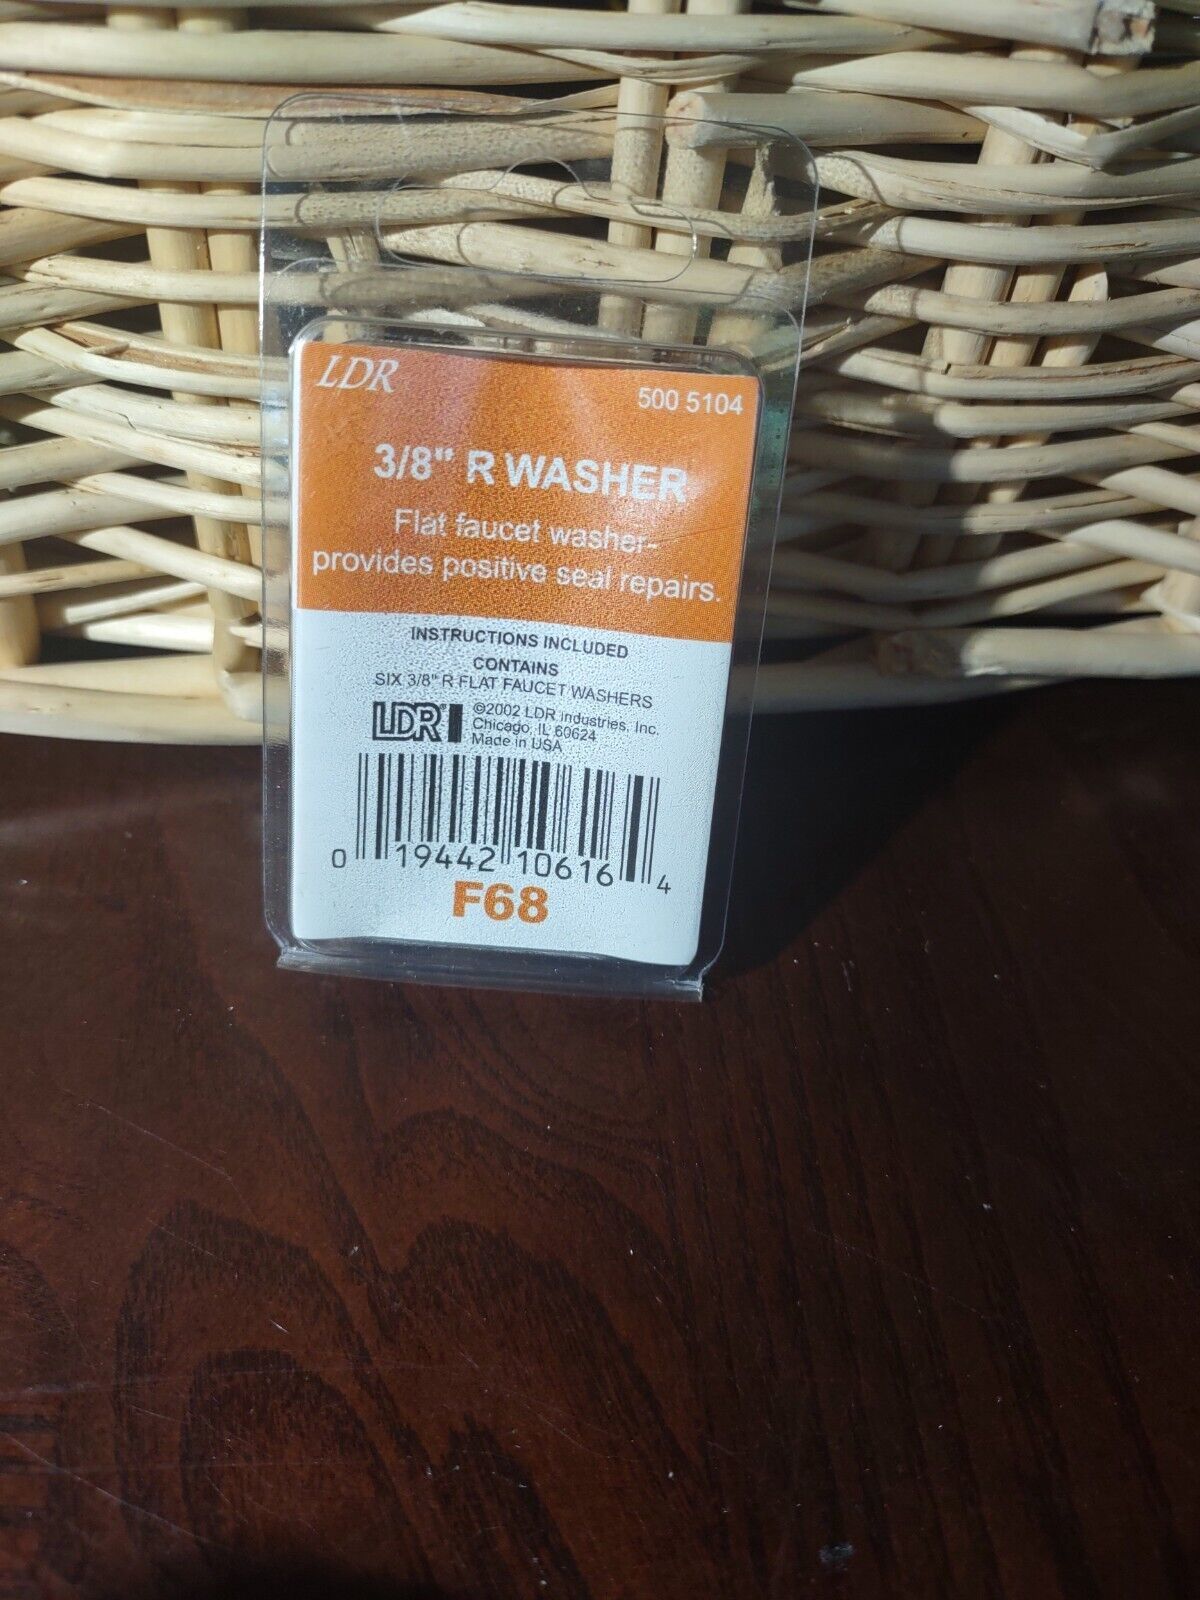 LDR
500 5104
3/8" R WASHER
Flat faucet washer-
provides positive seal repairs.
INSTRUCTIONS INCLUDED
CONTAINS
SIX 3/8" R FLAT FAUCET WASHERS
LDR® ©2002 LDR Industries, Inc.
Chicago, IL 60624
Made in USA
0 19442 10616 4
F68